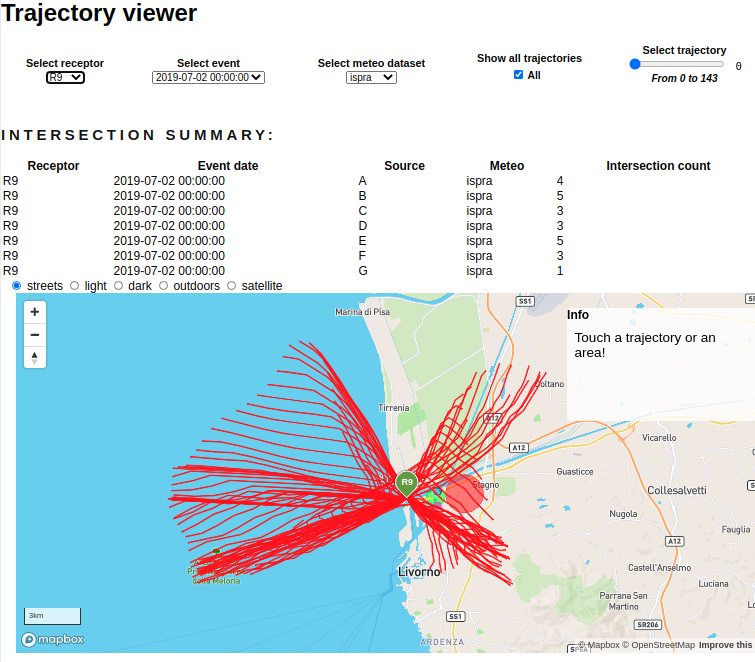 Trajectory viewer
Select receptor
Select event
Select meteo dataset
Show all trajectories
Select trajectory
R9
2019-07-02 00:00:00
ispra
All
0
From 0 to 143
INTERSECTION SUMMARY:
Receptor Event date Source Meteo Intersection count
R9 2019-07-02 00:00:00 A ispra 4
R9 2019-07-02 00:00:00 B ispra 5
R9 2019-07-02 00:00:00 C ispra 3
R9 2019-07-02 00:00:00 D ispra 3
R9 2019-07-02 00:00:00 E ispra 5
R9 2019-07-02 00:00:00 F ispra 3
R9 2019-07-02 00:00:00 G ispra 1
streets light dark outdoors satellite
+
−
Marina di Pisa
SS1
Info
Touch a trajectory or an
area!
Coltano
Tirrenia
A12
A12
Vicarello
Guasticce
R9
Stagno
Collesalvetti
Nugola
Fauglia
A12
Livorno
Castell'Anselmo
Luciana
della Meloria
Parrana San
Martino
3km
SS1
SR206
mapbox
ARDENZA
© Mapbox © OpenStreetMap Improve this